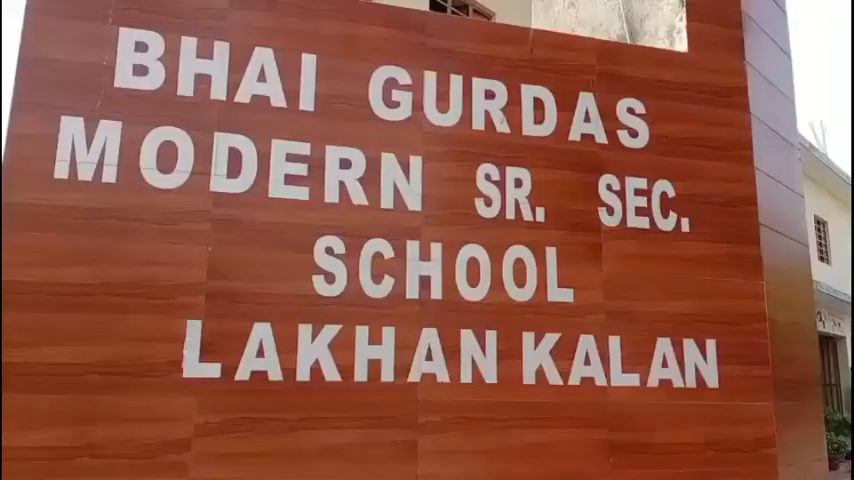 BHAI GURDAS
MODERN SR. SEC.
SCHOOL
LAKHAN KALAN